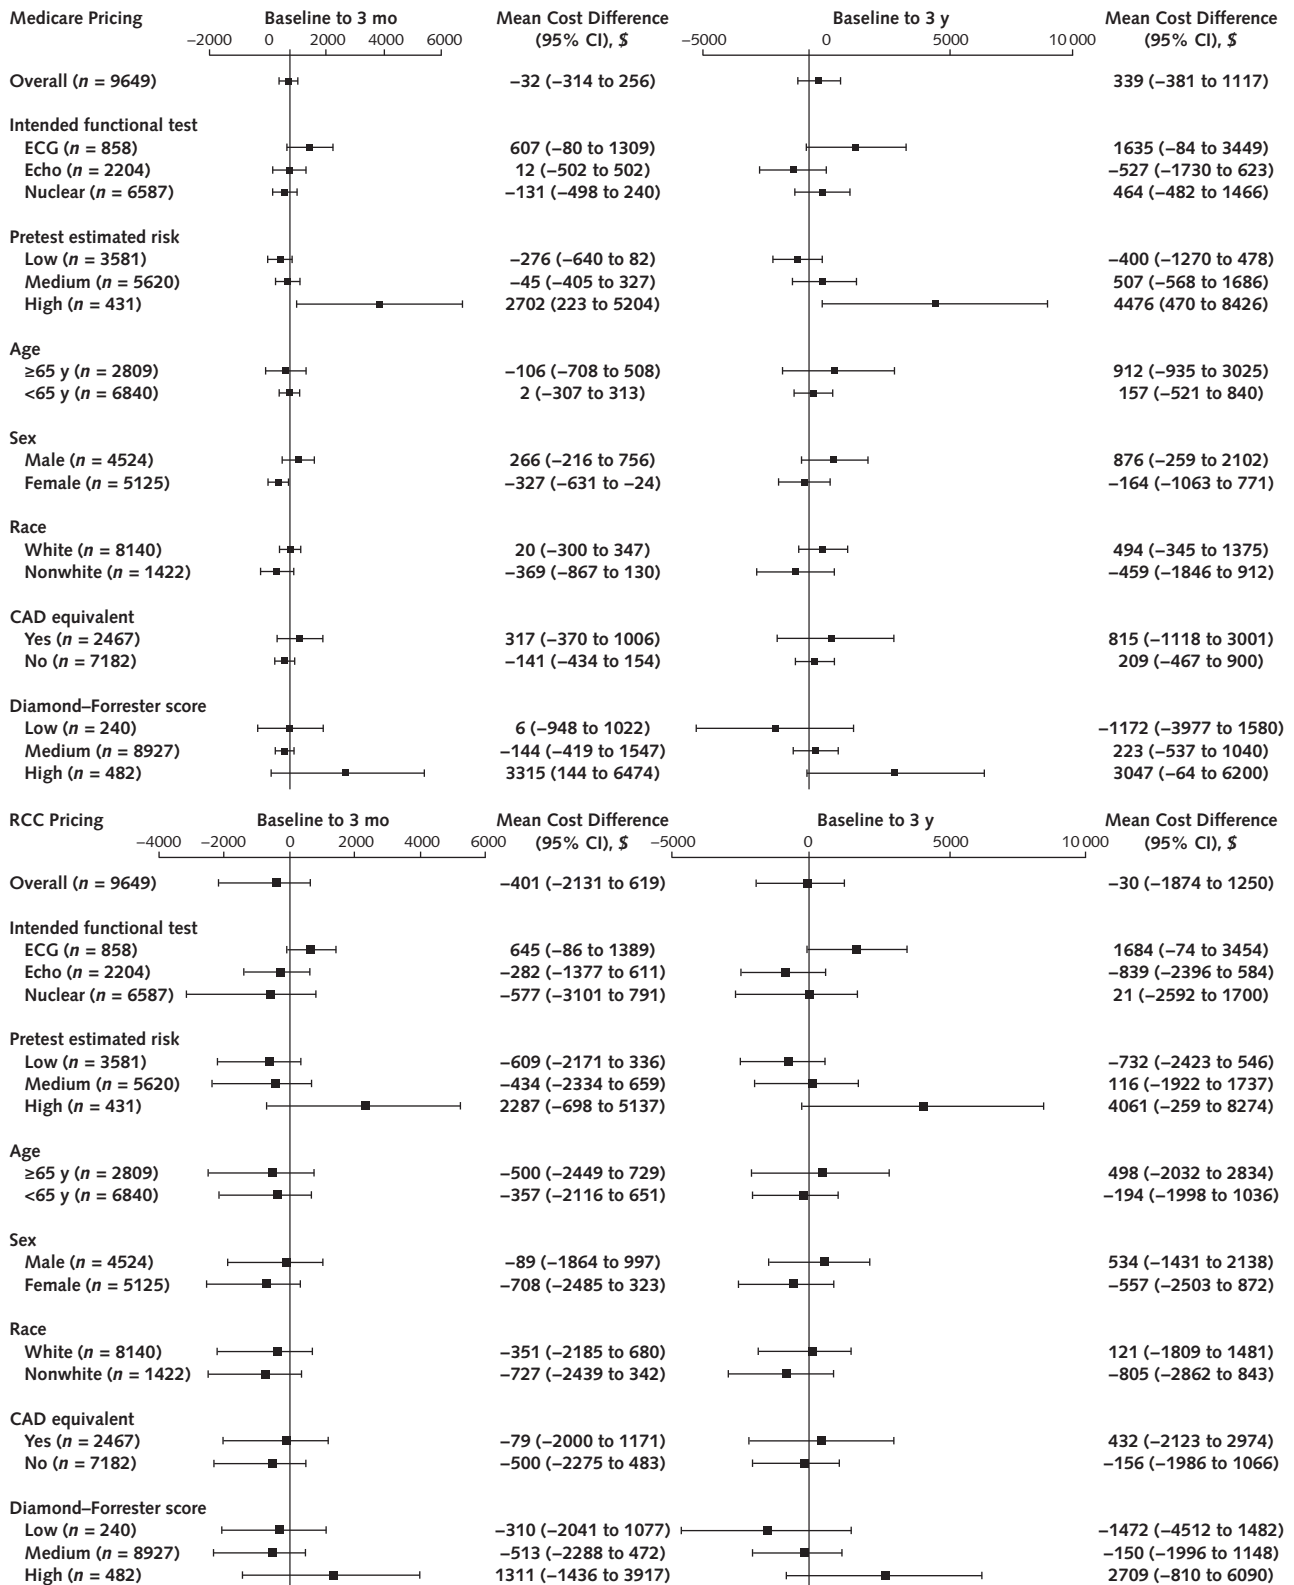 Medicare Pricing Baseline to 3 mo Mean Cost Difference Baseline to 3 y Mean Cost Difference
−2000 0 2000 4000 6000 (95% CI), $ −5000 0 5000 10 000 (95% CI), $
Overall (n = 9649) −32 (−314 to 256) 339 (−381 to 1117)
Intended functional test
ECG (n = 858) 607 (−80 to 1309) 1635 (−84 to 3449)
Echo (n = 2204) 12 (−502 to 502) −527 (−1730 to 623)
Nuclear (n = 6587) −131 (−498 to 240) 464 (−482 to 1466)
Pretest estimated risk
Low (n = 3581) −276 (−640 to 82) −400 (−1270 to 478)
Medium (n = 5620) −45 (−405 to 327) 507 (−568 to 1686)
High (n = 431) 2702 (223 to 5204) 4476 (470 to 8426)
Age
≥65 y (n = 2809) −106 (−708 to 508) 912 (−935 to 3025)
<65 y (n = 6840) 2 (−307 to 313) 157 (−521 to 840)
Sex
Male (n = 4524) 266 (−216 to 756) 876 (−259 to 2102)
Female (n = 5125) −327 (−631 to −24) −164 (−1063 to 771)
Race
White (n = 8140) 20 (−300 to 347) 494 (−345 to 1375)
Nonwhite (n = 1422) −369 (−867 to 130) −459 (−1846 to 912)
CAD equivalent
Yes (n = 2467) 317 (−370 to 1006) 815 (−1118 to 3001)
No (n = 7182) −141 (−434 to 154) 209 (−467 to 900)
Diamond–Forrester score
Low (n = 240) 6 (−948 to 1022) −1172 (−3977 to 1580)
Medium (n = 8927) −144 (−419 to 1547) 223 (−537 to 1040)
High (n = 482) 3315 (144 to 6474) 3047 (−64 to 6200)
RCC Pricing Baseline to 3 mo Mean Cost Difference Baseline to 3 y Mean Cost Difference
−4000 −2000 0 2000 4000 6000 (95% CI), $ −5000 0 5000 10 000 (95% CI), $
Overall (n = 9649) −401 (−2131 to 619) −30 (−1874 to 1250)
Intended functional test
ECG (n = 858) 645 (−86 to 1389) 1684 (−74 to 3454)
Echo (n = 2204) −282 (−1377 to 611) −839 (−2396 to 584)
Nuclear (n = 6587) −577 (−3101 to 791) 21 (−2592 to 1700)
Pretest estimated risk
Low (n = 3581) −609 (−2171 to 336) −732 (−2423 to 546)
Medium (n = 5620) −434 (−2334 to 659) 116 (−1922 to 1737)
High (n = 431) 2287 (−698 to 5137) 4061 (−259 to 8274)
Age
≥65 y (n = 2809) −500 (−2449 to 729) 498 (−2032 to 2834)
<65 y (n = 6840) −357 (−2116 to 651) −194 (−1998 to 1036)
Sex
Male (n = 4524) −89 (−1864 to 997) 534 (−1431 to 2138)
Female (n = 5125) −708 (−2485 to 323) −557 (−2503 to 872)
Race
White (n = 8140) −351 (−2185 to 680) 121 (−1809 to 1481)
Nonwhite (n = 1422) −727 (−2439 to 342) −805 (−2862 to 843)
CAD equivalent
Yes (n = 2467) −79 (−2000 to 1171) 432 (−2123 to 2974)
No (n = 7182) −500 (−2275 to 483) −156 (−1986 to 1066)
Diamond–Forrester score
Low (n = 240) −310 (−2041 to 1077) −1472 (−4512 to 1482)
Medium (n = 8927) −513 (−2288 to 472) −150 (−1996 to 1148)
High (n = 482) 1311 (−1436 to 3917) 2709 (−810 to 6090)